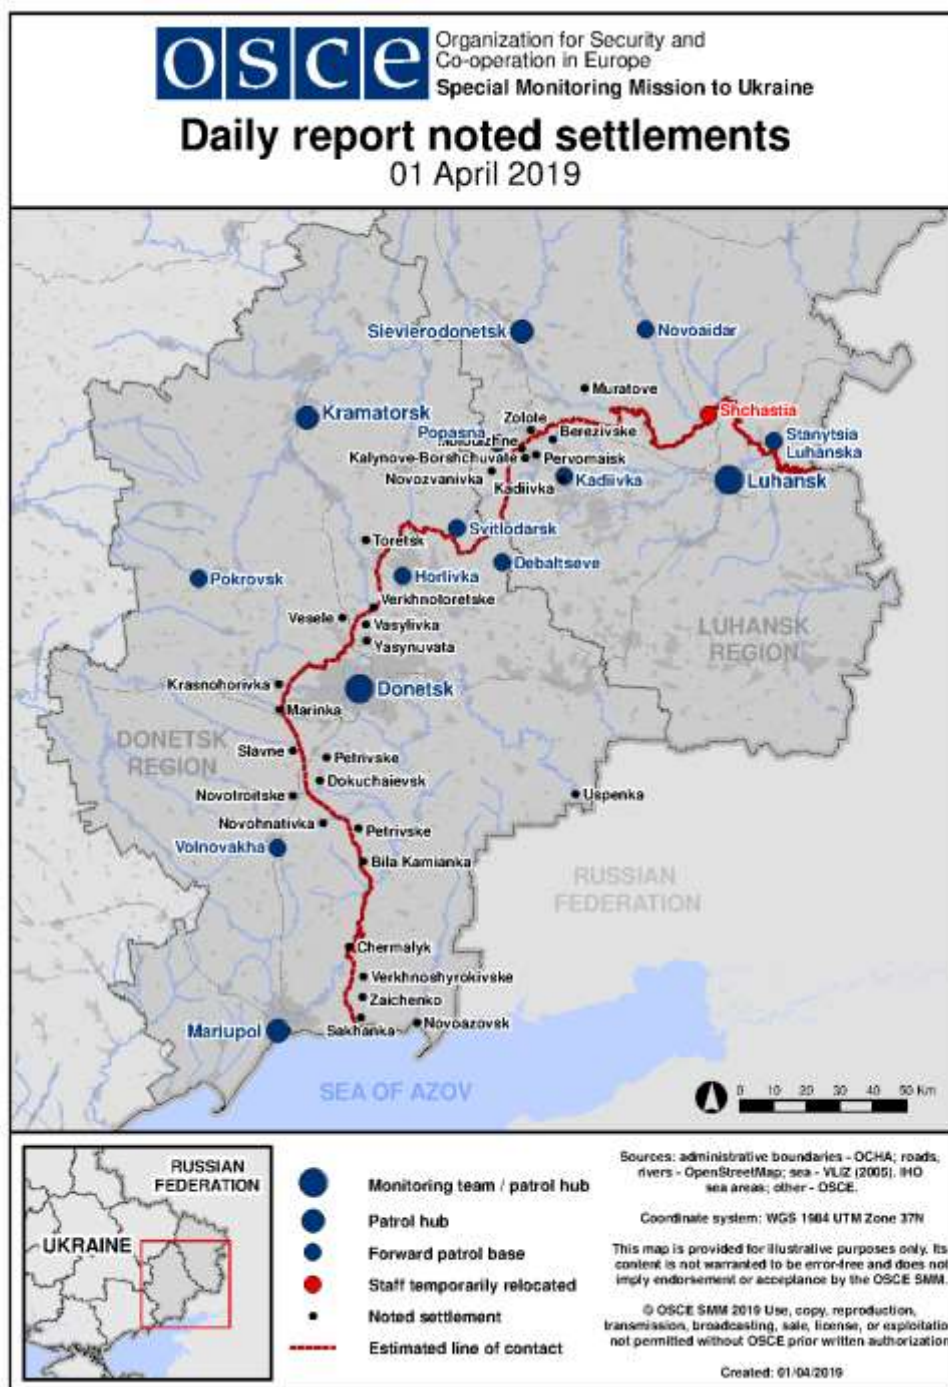 osce
Organization for Security and
Co-operation in Europe
Special Monitoring Mission to Ukraine
Daily report noted settlements
01 April 2019
Sievierodonetsk
Novoaidar
Muratove
Kramatorsk
Shchastia
Zolote
Popasna
Berezivske
Stanytsia
Luhanska
Kalynove-Borshchuvate
Pervomaisk
Novozvanivka
Kadiivka
Kadiivka
Luhansk
Svitlodarsk
Toretsk
Debaltseve
Pokrovsk
Horlivka
Verkhnotoretske
Vesele
Vasylivka
Yasynuvata
LUHANSK
REGION
Krasnohorivka
Donetsk
Marinka
DONETSK
REGION
Slavne
Petrivske
Dokuchaievsk
Novotroitske
Uspenka
Novohnativka
Petrivske
Volnovakha
Bila Kamianka
RUSSIAN
FEDERATION
Chermalyk
Verkhnoshyrokivske
Zaichenko
Sakhanka
Novoazovsk
Mariupol
SEA OF AZOV
0 10 20 30 40 50 Km
RUSSIAN
FEDERATION
UKRAINE
Monitoring team / patrol hub
Patrol hub
Forward patrol base
Staff temporarily relocated
Noted settlement
Estimated line of contact
Sources: administrative boundaries - OCHA; roads,
rivers - OpenStreetMap; sea - VLIZ (2005). IHO
sea areas; other - OSCE.
Coordinate system: WGS 1984 UTM Zone 37N
This map is provided for illustrative purposes only. Its
content is not warranted to be error-free and does not
imply endorsement or acceptance by the OSCE SMM.
© OSCE SMM 2019 Use, copy, reproduction,
transmission, broadcasting, sale, license, or exploitation
not permitted without OSCE prior written authorization
Created: 01/04/2019